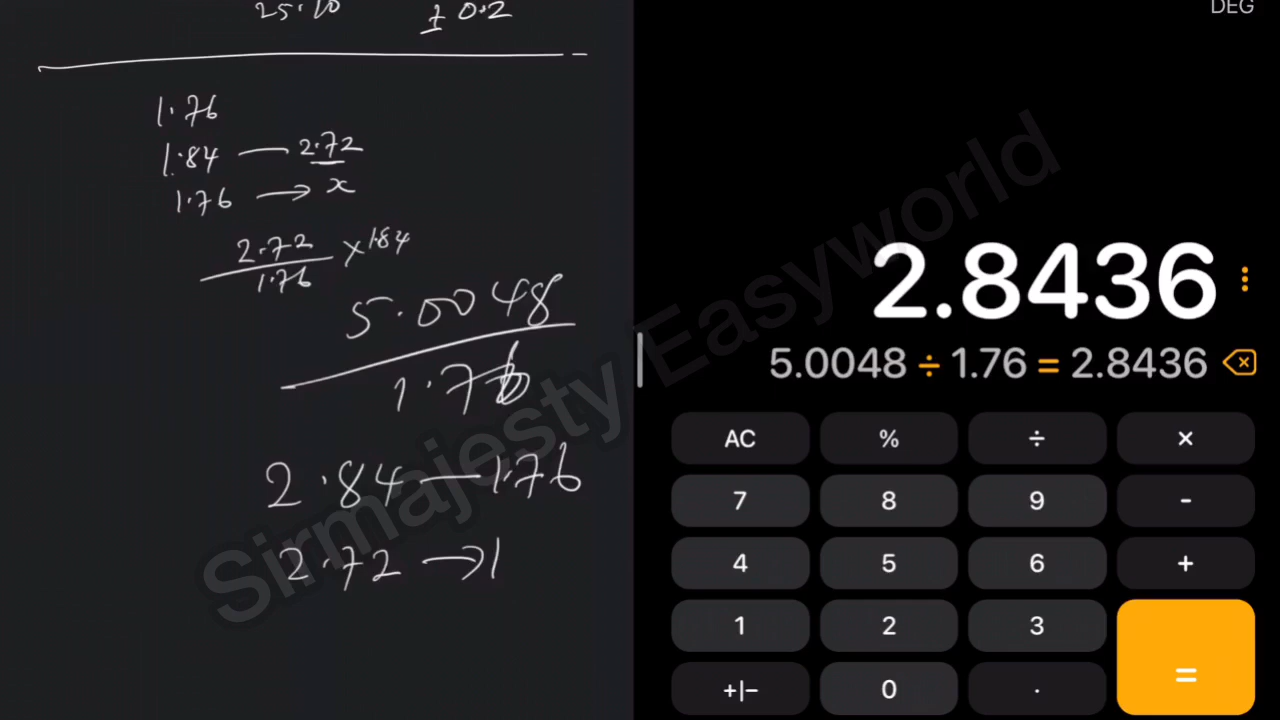 25.10 ± 0.2
1.76
1.84 — 2.72
1.76 → x
2.72 × 1.84
1.76
5.0048
1.76
2.84 — 1.76
2.72 → 1
Sirmajesty Easyworld
DEG
2.8436
5.0048 ÷ 1.76 = 2.8436
AC % ÷ ×
7 8 9 -
4 5 6 +
1 2 3
+|− 0 . =